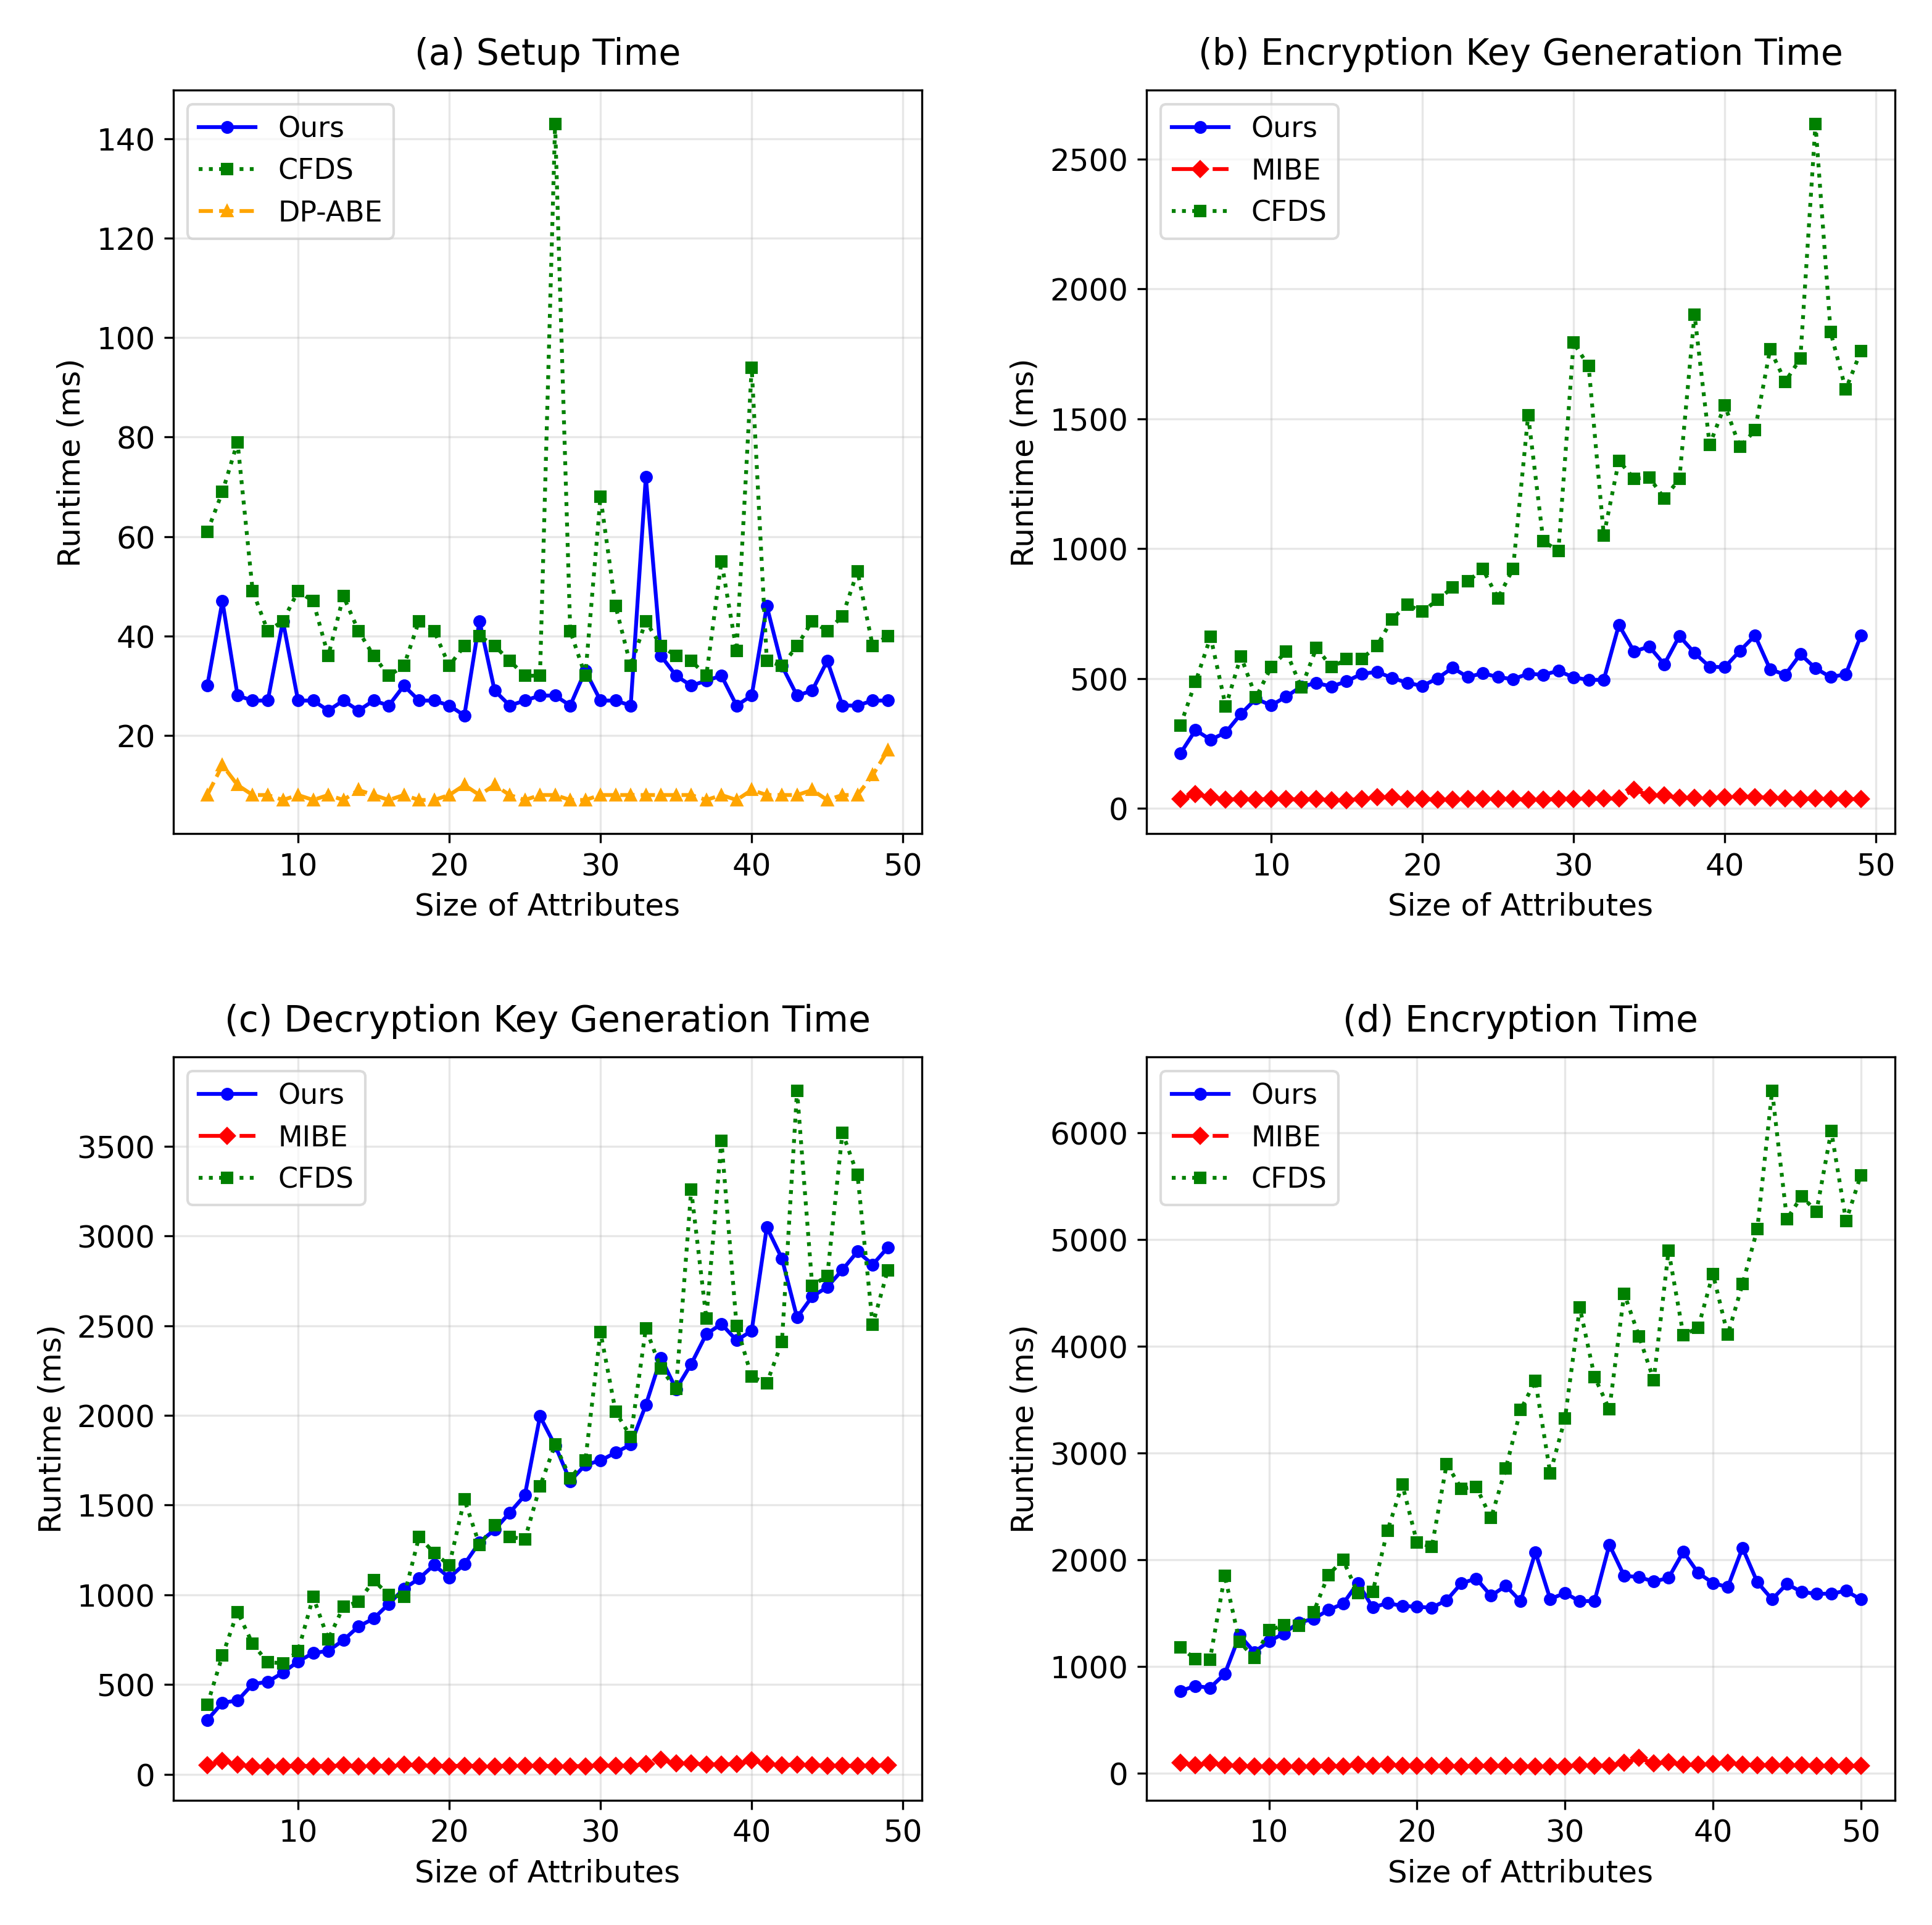 (a) Setup Time
Ours
CFDS
DP-ABE
140
120
100
80
60
40
20
Runtime (ms)
10 20 30 40 50
Size of Attributes
(b) Encryption Key Generation Time
Ours
MIBE
CFDS
2500
2000
1500
1000
500
0
Runtime (ms)
10 20 30 40 50
Size of Attributes
(c) Decryption Key Generation Time
Ours
MIBE
CFDS
3500
3000
2500
2000
1500
1000
500
0
Runtime (ms)
10 20 30 40 50
Size of Attributes
(d) Encryption Time
Ours
MIBE
CFDS
6000
5000
4000
3000
2000
1000
0
Runtime (ms)
10 20 30 40 50
Size of Attributes